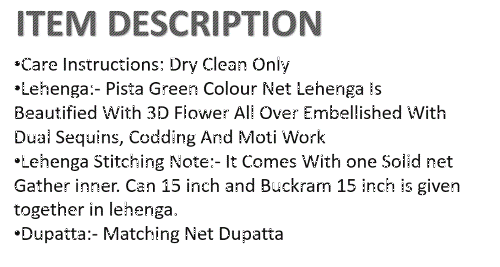 ITEM DESCRIPTION
•Care Instructions: Dry Clean Only
•Lehenga:- Pista Green Colour Net Lehenga Is
Beautified With 3D Flower All Over Embellished With
Dual Sequins, Codding And Moti Work
•Lehenga Stitching Note:- It Comes With one Solid net
Gather inner. Can 15 inch and Buckram 15 inch is given
together in lehenga.
•Dupatta:- Matching Net Dupatta